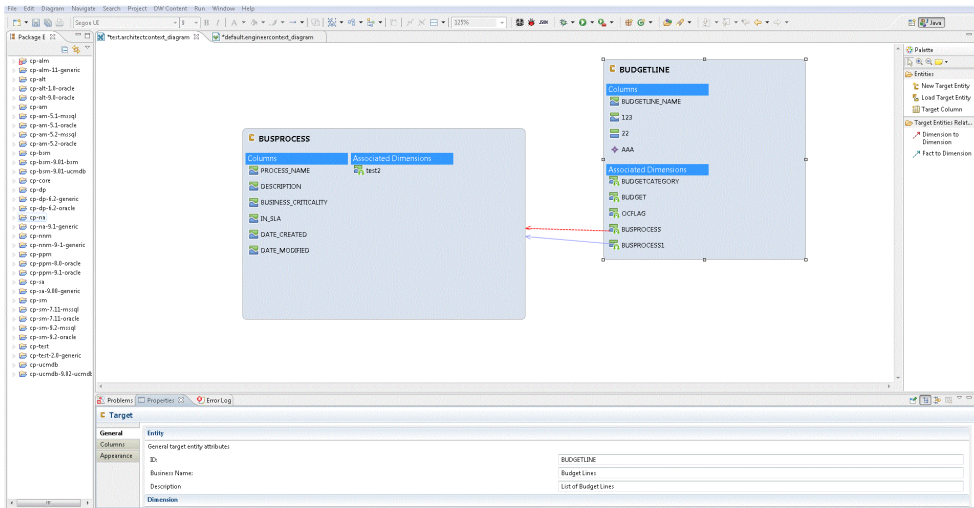 File Edit Diagram Navigate Search Project DW Content Run Window Help
Segoe UI 9 B I A 125% JSON Java
Package E
*test.architectcontext_diagram *default.engineercontext_diagram
cp-alm
cp-alm-11-generic
cp-alt
cp-alt-1.0-oracle
cp-alt-9.0-oracle
cp-am
cp-am-5.1-mssql
cp-am-5.1-oracle
cp-am-5.2-mssql
cp-am-5.2-oracle
cp-bsm
cp-bsm-9.01-bsm
cp-bsm-9.01-ucmdb
cp-core
cp-dp
cp-dp-6.2-generic
cp-dp-6.2-oracle
cp-na
cp-na-9.1-generic
cp-nnm
cp-nnm-9-1-generic
cp-ppm
cp-ppm-8.0-oracle
cp-ppm-9.1-oracle
cp-sa
cp-sa-9.00-generic
cp-sm
cp-sm-7.11-mssql
cp-sm-7.11-oracle
cp-sm-9.2-mssql
cp-sm-9.2-oracle
cp-test
cp-test-2.0-generic
cp-ucmdb
cp-ucmdb-9.02-ucmdb
BUSPROCESS
Columns
PROCESS_NAME
DESCRIPTION
BUSINESS_CRITICALITY
IN_SLA
DATE_CREATED
DATE_MODIFIED
Associated Dimensions
test2
BUDGETLINE
Columns
BUDGETLINE_NAME
123
22
AAA
Associated Dimensions
BUDGETCATEGORY
BUDGET
OCFLAG
BUSPROCESS
BUSPROCESS1
Palette
Entities
New Target Entity
Load Target Entity
Target Column
Target Entities Relat...
Dimension to
Dimension
Fact to Dimension
Problems Properties Error Log
Target
General
Columns
Appearance
Entity
General target entity attributes
ID: BUDGETLINE
Business Name: Budget Lines
Description List of Budget Lines
Dimension